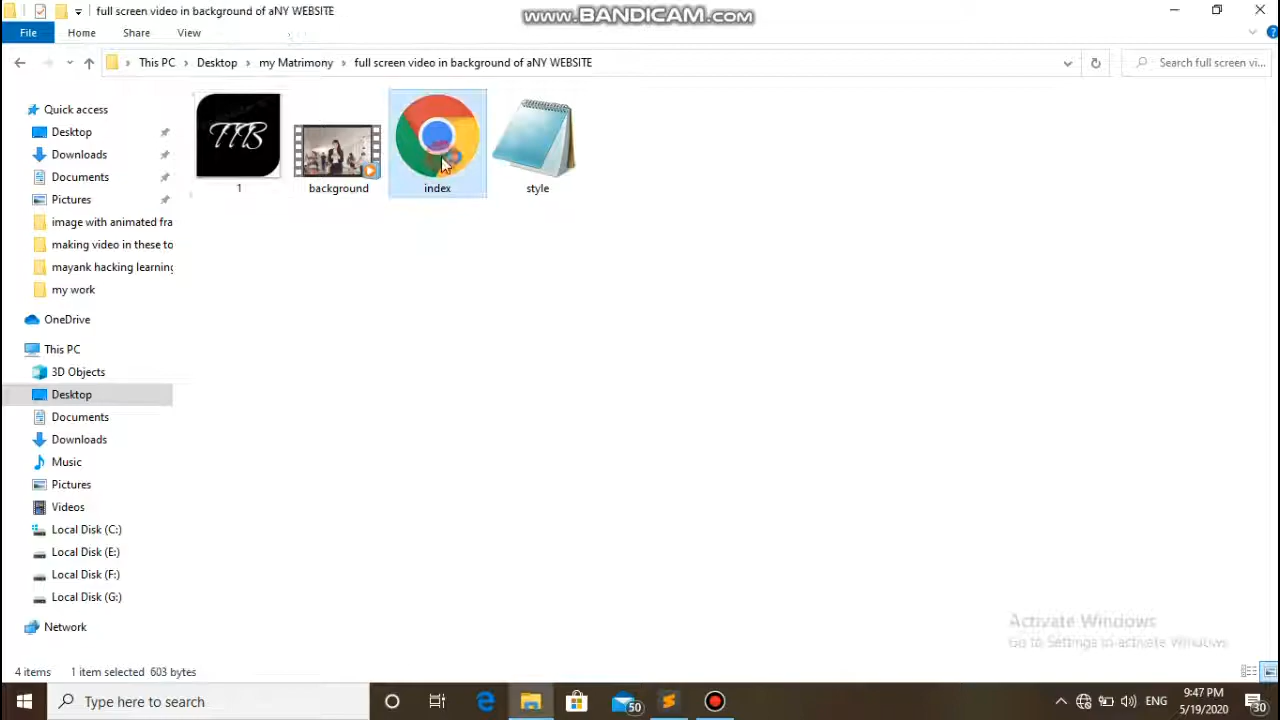 full screen video in background of aNY WEBSITE
www.BANDICAM.com
File Home Share View
This PC Desktop my Matrimony full screen video in background of aNY WEBSITE
Search full screen vi...
Quick access
Desktop
Downloads
Documents
Pictures
image with animated fra
making video in these to
mayank hacking learning
my work
OneDrive
This PC
3D Objects
Desktop
Documents
Downloads
Music
Pictures
Videos
Local Disk (C:)
Local Disk (E:)
Local Disk (F:)
Local Disk (G:)
Network
TTB
1 background index style
Activate Windows
Go to Settings to activate Windows.
4 items 1 item selected 603 bytes
Type here to search
50
ENG
9:47 PM
5/19/2020
30